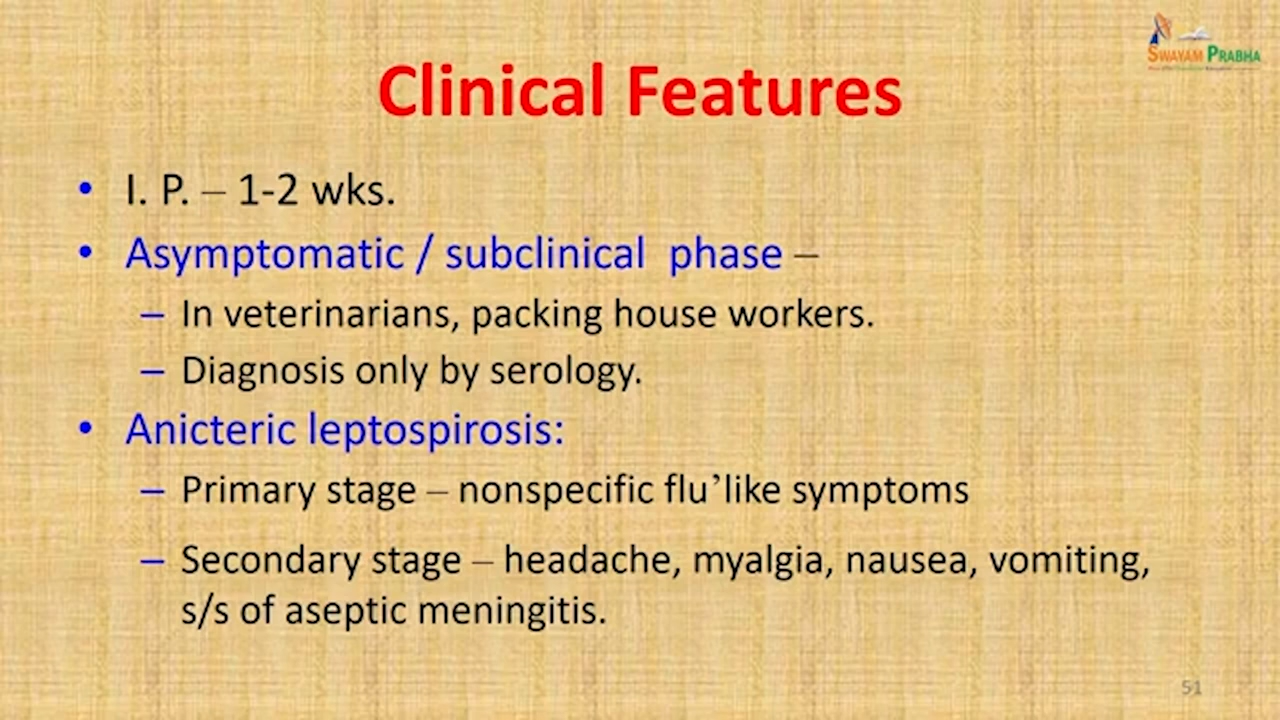 SWAYAM PRABHA
Clinical Features
• I. P. – 1-2 wks.
• Asymptomatic / subclinical phase –
– In veterinarians, packing house workers.
– Diagnosis only by serology.
• Anicteric leptospirosis:
– Primary stage – nonspecific flu’like symptoms
– Secondary stage – headache, myalgia, nausea, vomiting,
s/s of aseptic meningitis.
51